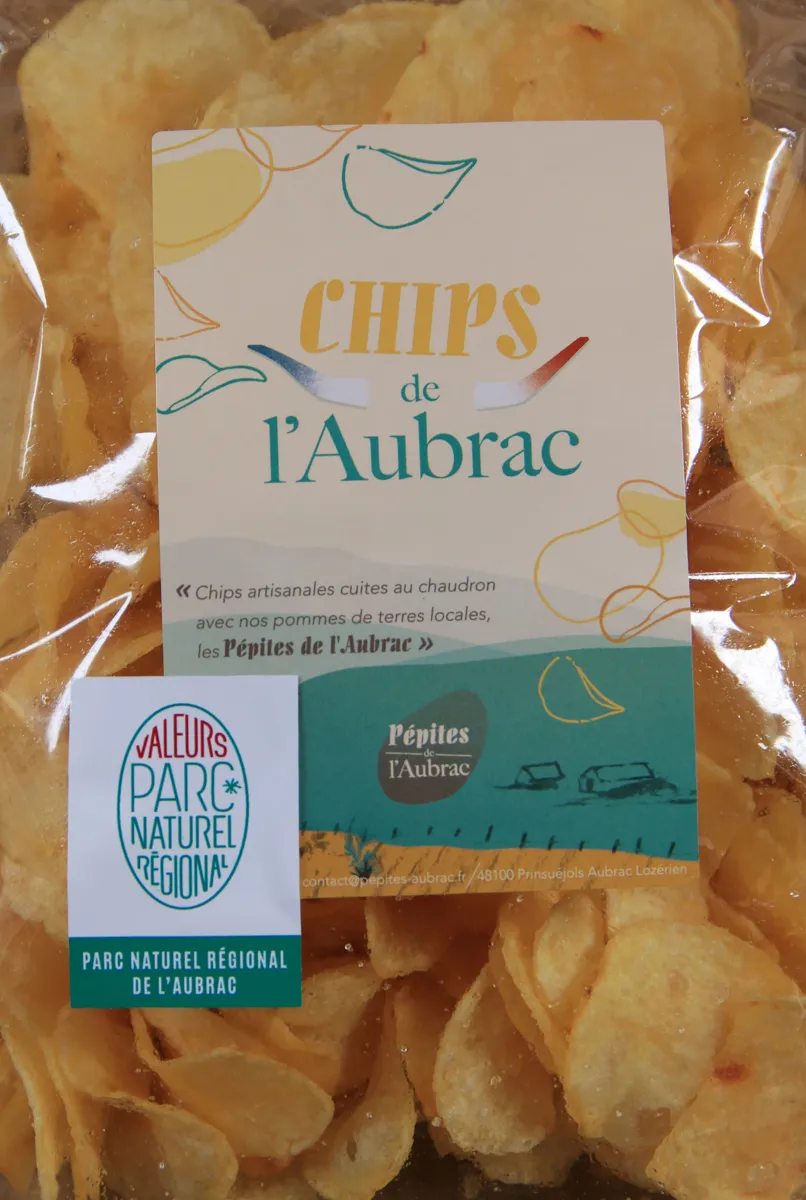 CHIPS
de
l'Aubrac
« Chips artisanales cuites au chaudron
avec nos pommes de terres locales,
les Pépites de l'Aubrac »
Pépites
de
l'Aubrac
contact@pepites-aubrac.fr / 48100 Prinsuéjols Aubrac Lozérien
VALEURS
PARC*
NATUREL
RÉGIONAL
PARC NATUREL RÉGIONAL
DE L'AUBRAC